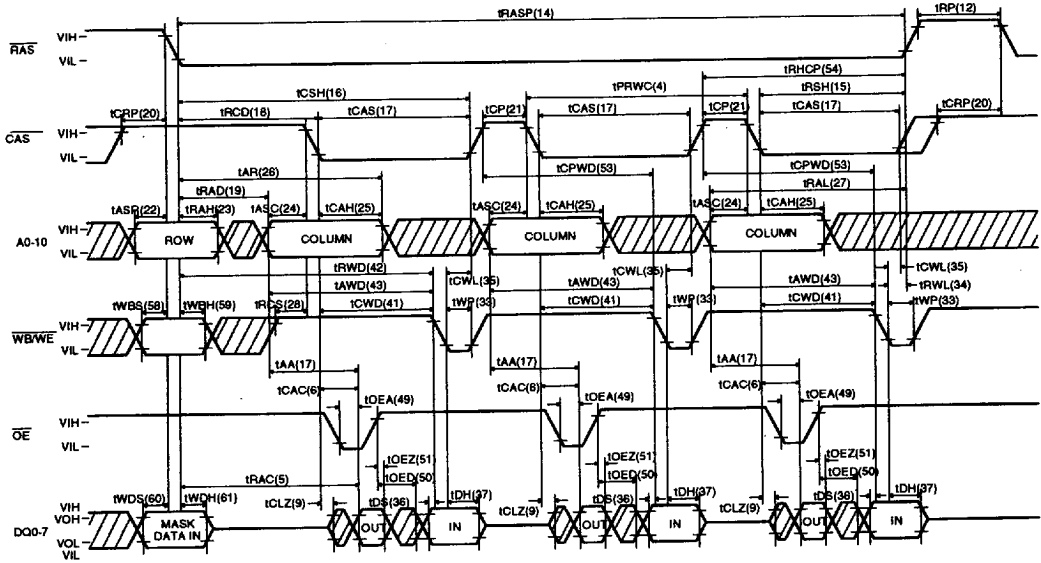 tRASP(14)
tRP(12)
RAS
VIH
VIL
tRHCP(54)
tCSH(16)
tPRWC(4)
tRSH(15)
tCRP(20)
tRCD(18)
tCAS(17)
tCP(21)
tCAS(17)
tCP(21)
tCAS(17)
tCRP(20)
CAS
VIH
VIL
tCPWD(53)
tCPWD(53)
tAR(26)
tRAD(19)
tRAL(27)
tASR(22)
tRAH(23)
tASC(24)
tCAH(25)
tASC(24)
tCAH(25)
tASC(24)
tCAH(25)
A0-10
VIH
VIL
ROW
COLUMN
COLUMN
COLUMN
tRWD(42)
tCWL(35)
tCWL(35)
tCWL(35)
tAWD(43)
tAWD(43)
tAWD(43)
tRWL(34)
tWBS(58)
tWBH(59)
tRCS(28)
tCWD(41)
tWP(33)
tCWD(41)
tWP(33)
tCWD(41)
tWP(33)
WB/WE
VIH
VIL
tAA(17)
tAA(17)
tAA(17)
tCAC(6)
tOEA(49)
tCAC(6)
tOEA(49)
tCAC(6)
tOEA(49)
OE
VIH
VIL
tOEZ(51)
tOEZ(51)
tOEZ(51)
tRAC(5)
tOED(50)
tOED(50)
tOED(50)
tWDS(60)
tWDH(61)
tCLZ(9)
tDS(36)
tDH(37)
tCLZ(9)
tDS(36)
tDH(37)
tCLZ(9)
tDS(36)
tDH(37)
DQ0-7
VIH
VOH
VOL
VIL
MASK
DATA IN
OUT
IN
OUT
IN
OUT
IN